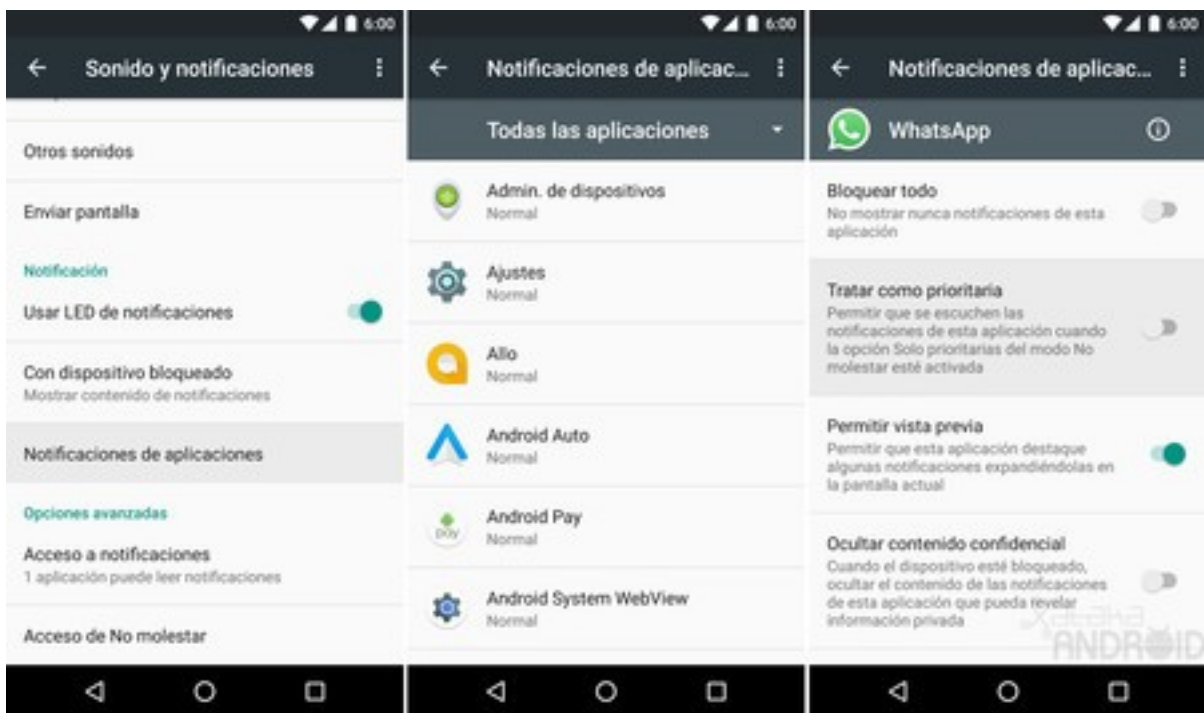 6:00
Sonido y notificaciones
Otros sonidos
Enviar pantalla
Notificación
Usar LED de notificaciones
Con dispositivo bloqueado
Mostrar contenido de notificaciones
Notificaciones de aplicaciones
Opciones avanzadas
Acceso a notificaciones
1 aplicación puede leer notificaciones
Acceso de No molestar
6:00
Notificaciones de aplicac...
Todas las aplicaciones
Admin. de dispositivos
Normal
Ajustes
Normal
Allo
Normal
Android Auto
Normal
pay
Android Pay
Normal
Android System WebView
Normal
6:00
Notificaciones de aplicac...
WhatsApp
Bloquear todo
No mostrar nunca notificaciones de esta
aplicación
Tratar como prioritaria
Permitir que se escuchen las
notificaciones de esta aplicación cuando
la opción Solo prioritarias del modo No
molestar esté activada
Permitir vista previa
Permitir que esta aplicación destaque
algunas notificaciones expandiéndolas en
la pantalla actual
Ocultar contenido confidencial
Cuando el dispositivo esté bloqueado,
ocultar el contenido de las notificaciones
de esta aplicación que pueda revelar
información privada
Xataka
ANDROID